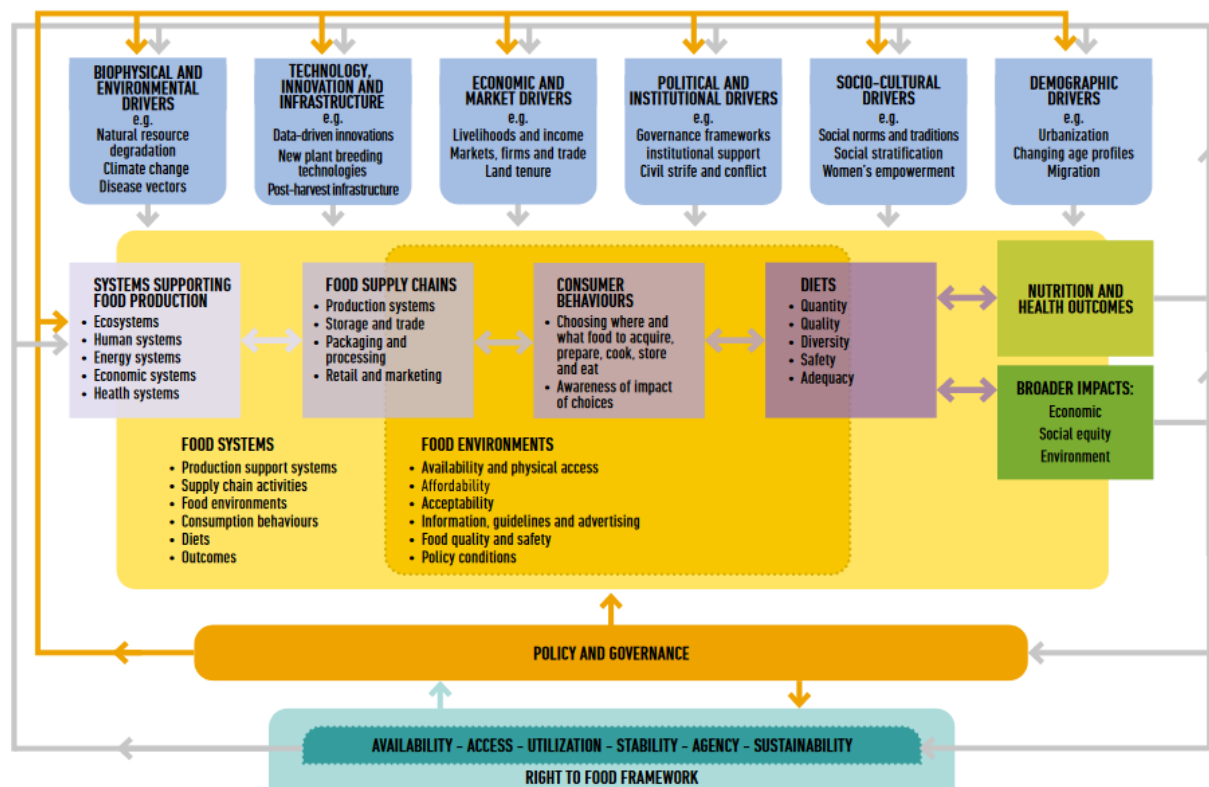 BIOPHYSICAL AND
ENVIRONMENTAL
DRIVERS
e.g.
Natural resource
degradation
Climate change
Disease vectors
TECHNOLOGY,
INNOVATION AND
INFRASTRUCTURE
e.g.
Data-driven innovations
New plant breeding
technologies
Post-harvest infrastructure
ECONOMIC AND
MARKET DRIVERS
e.g.
Livelihoods and income
Markets, firms and trade
Land tenure
POLITICAL AND
INSTITUTIONAL DRIVERS
e.g.
Governance frameworks
institutional support
Civil strife and conflict
SOCIO-CULTURAL
DRIVERS
e.g.
Social norms and traditions
Social stratification
Women's empowerment
DEMOGRAPHIC
DRIVERS
e.g.
Urbanization
Changing age profiles
Migration
SYSTEMS SUPPORTING
FOOD PRODUCTION
• Ecosystems
• Human systems
• Energy systems
• Economic systems
• Health systems
FOOD SUPPLY CHAINS
• Production systems
• Storage and trade
• Packaging and
processing
• Retail and marketing
CONSUMER
BEHAVIOURS
• Choosing where and
what food to acquire,
prepare, cook, store
and eat
• Awareness of impact
of choices
DIETS
• Quantity
• Quality
• Diversity
• Safety
• Adequacy
NUTRITION AND
HEALTH OUTCOMES
BROADER IMPACTS:
Economic
Social equity
Environment
FOOD SYSTEMS
• Production support systems
• Supply chain activities
• Food environments
• Consumption behaviours
• Diets
• Outcomes
FOOD ENVIRONMENTS
• Availability and physical access
• Affordability
• Acceptability
• Information, guidelines and advertising
• Food quality and safety
• Policy conditions
POLICY AND GOVERNANCE
AVAILABILITY – ACCESS – UTILIZATION – STABILITY – AGENCY – SUSTAINABILITY
RIGHT TO FOOD FRAMEWORK